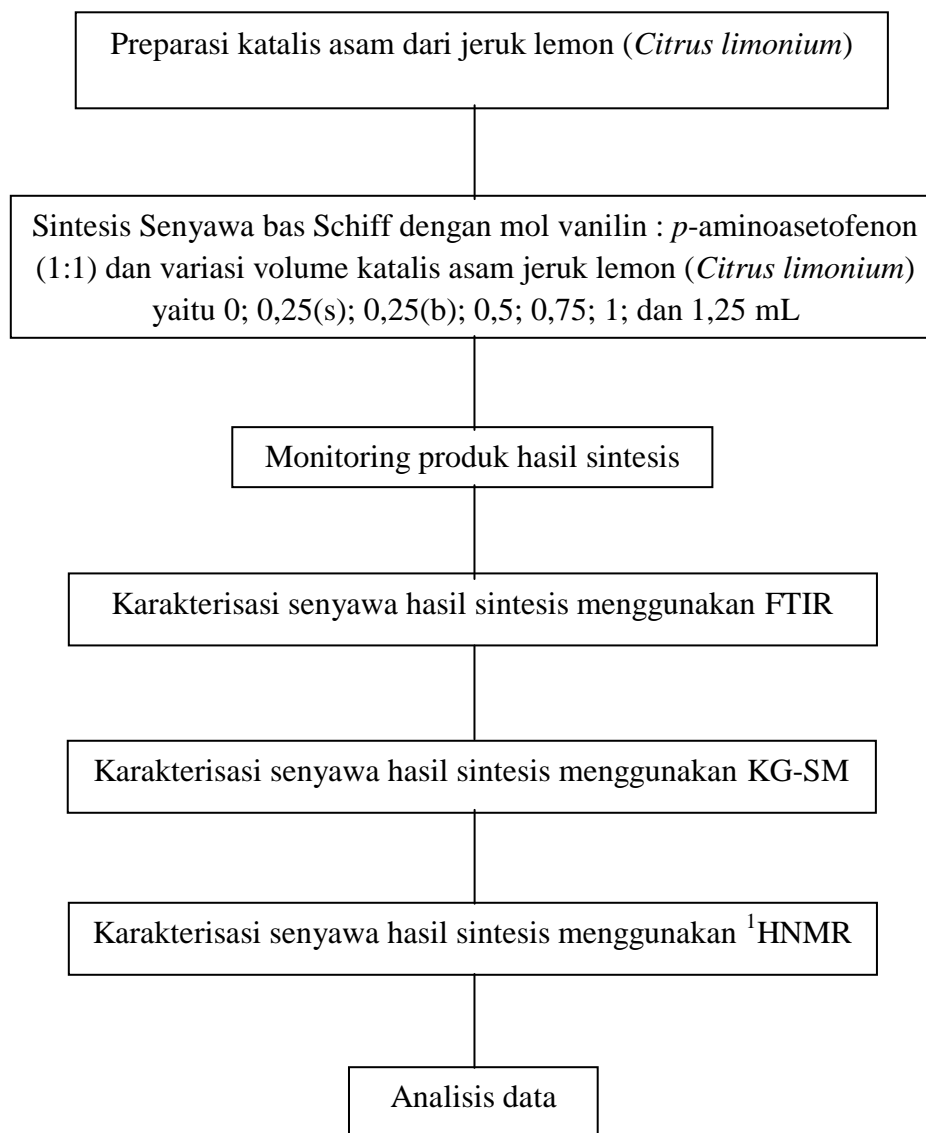 Preparasi katalis asam dari jeruk lemon (Citrus limonium)
Sintesis Senyawa bas Schiff dengan mol vanilin : p-aminoasetofenon
(1:1) dan variasi volume katalis asam jeruk lemon (Citrus limonium)
yaitu 0; 0,25(s); 0,25(b); 0,5; 0,75; 1; dan 1,25 mL
Monitoring produk hasil sintesis
Karakterisasi senyawa hasil sintesis menggunakan FTIR
Karakterisasi senyawa hasil sintesis menggunakan KG-SM
Karakterisasi senyawa hasil sintesis menggunakan ¹HNMR
Analisis data